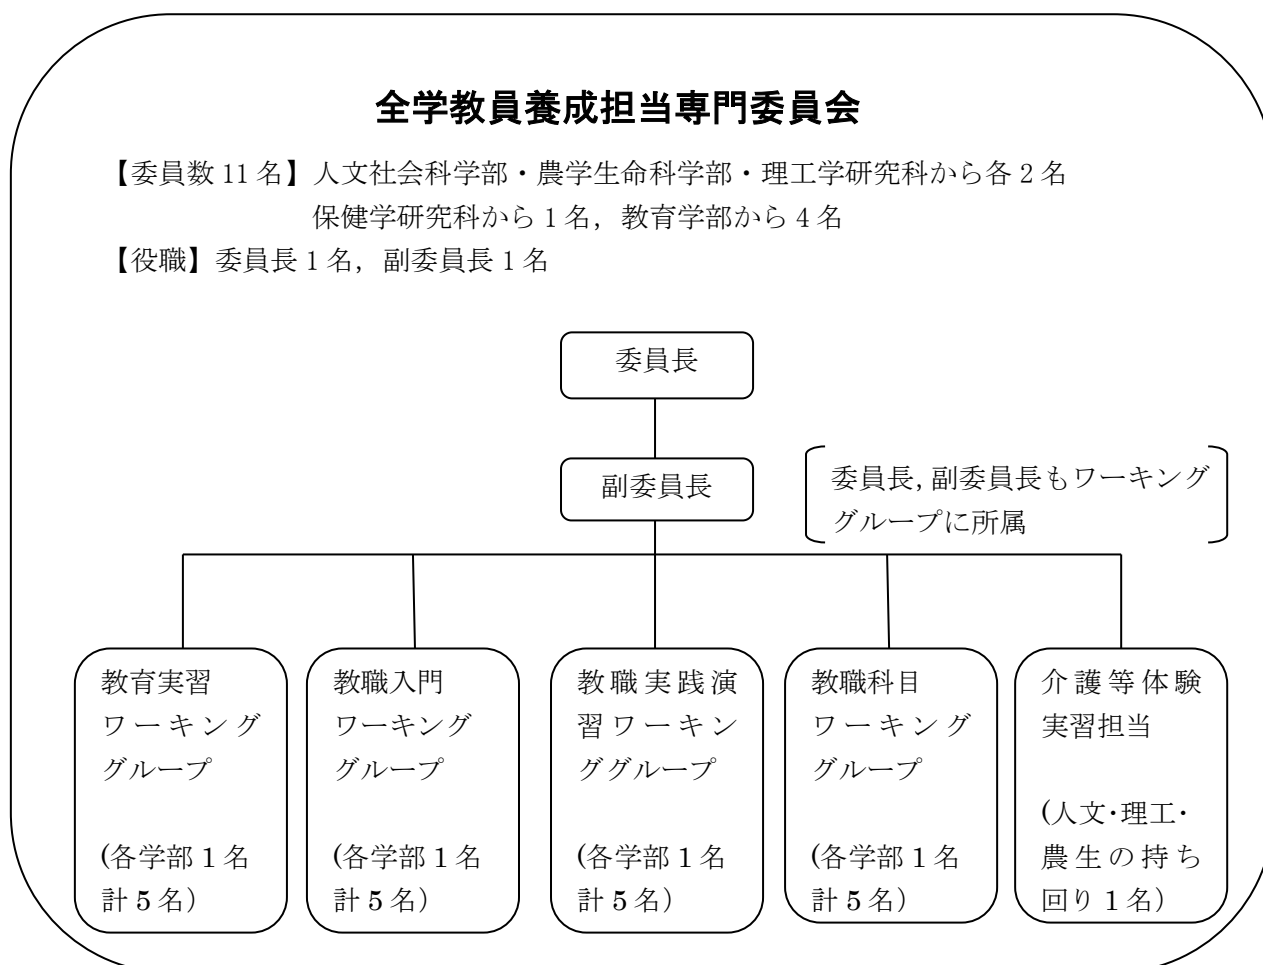 全学教員養成担当専門委員会
【委員数 11 名】人文社会科学部・農学生命科学部・理工学研究科から各 2 名
保健学研究科から 1 名，教育学部から 4 名
【役職】委員長 1 名，副委員長 1 名
委員長
副委員長
委員長，副委員長もワーキング
グループに所属
教育実習
ワーキング
グループ
(各学部 1 名
計 5 名）
教職入門
ワーキング
グループ
(各学部 1 名
計 5 名）
教職実践演
習ワーキン
ググループ
(各学部 1 名
計 5 名）
教職科目
ワーキング
グループ
(各学部 1 名
計 5 名）
介護等体験
実習担当
(人文・理工・
農生の持ち
回り 1 名）